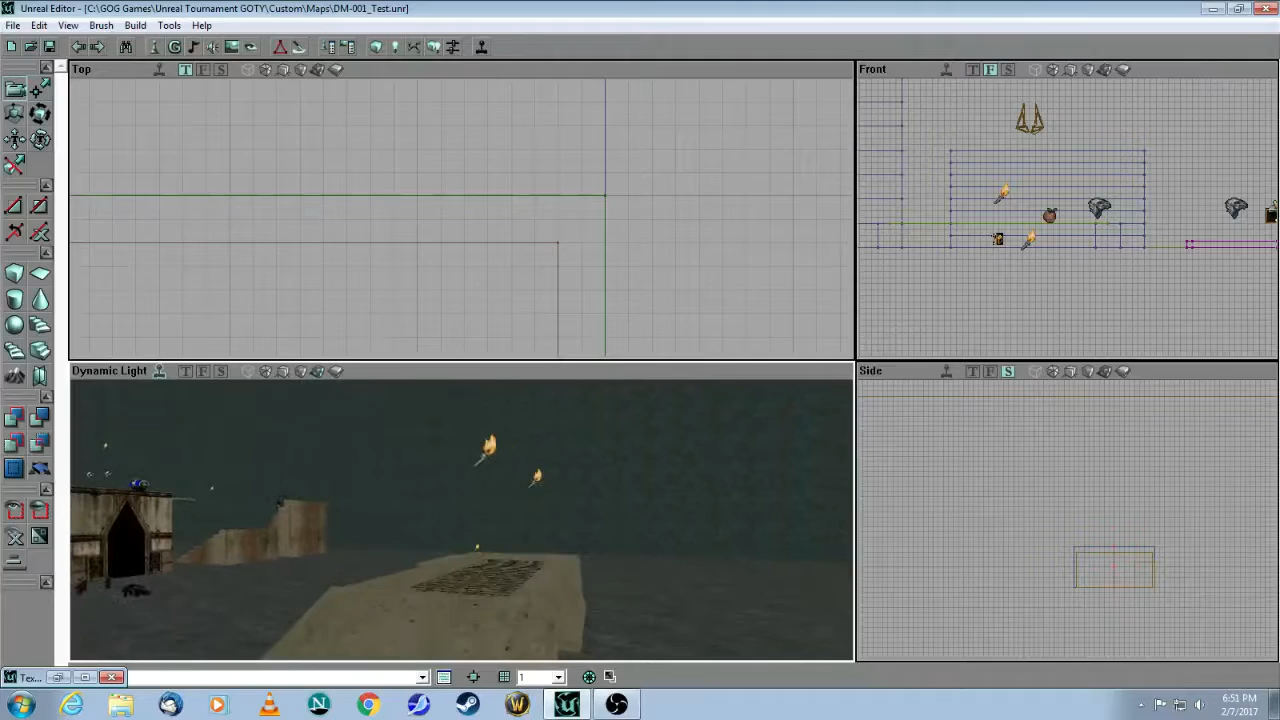 Unreal Editor - [C:\GOG Games\Unreal Tournament GOTY\Custom\Maps\DM-001_Test.unr]
File Edit View Brush Build Tools Help
Top T F S
Front T F S
Dynamic Light T F S
Side T F S
Tex...
1
6:51 PM
2/7/2017